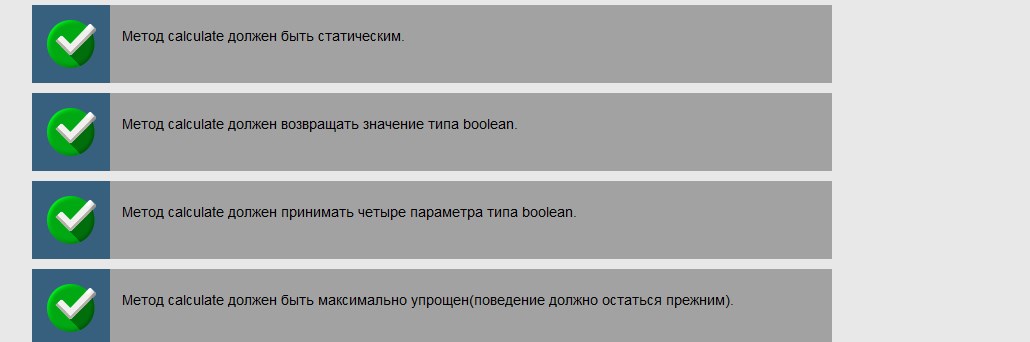 Метод calculate должен быть статическим.
Метод calculate должен возвращать значение типа boolean.
Метод calculate должен принимать четыре параметра типа boolean.
Метод calculate должен быть максимально упрощен(поведение должно остаться прежним).